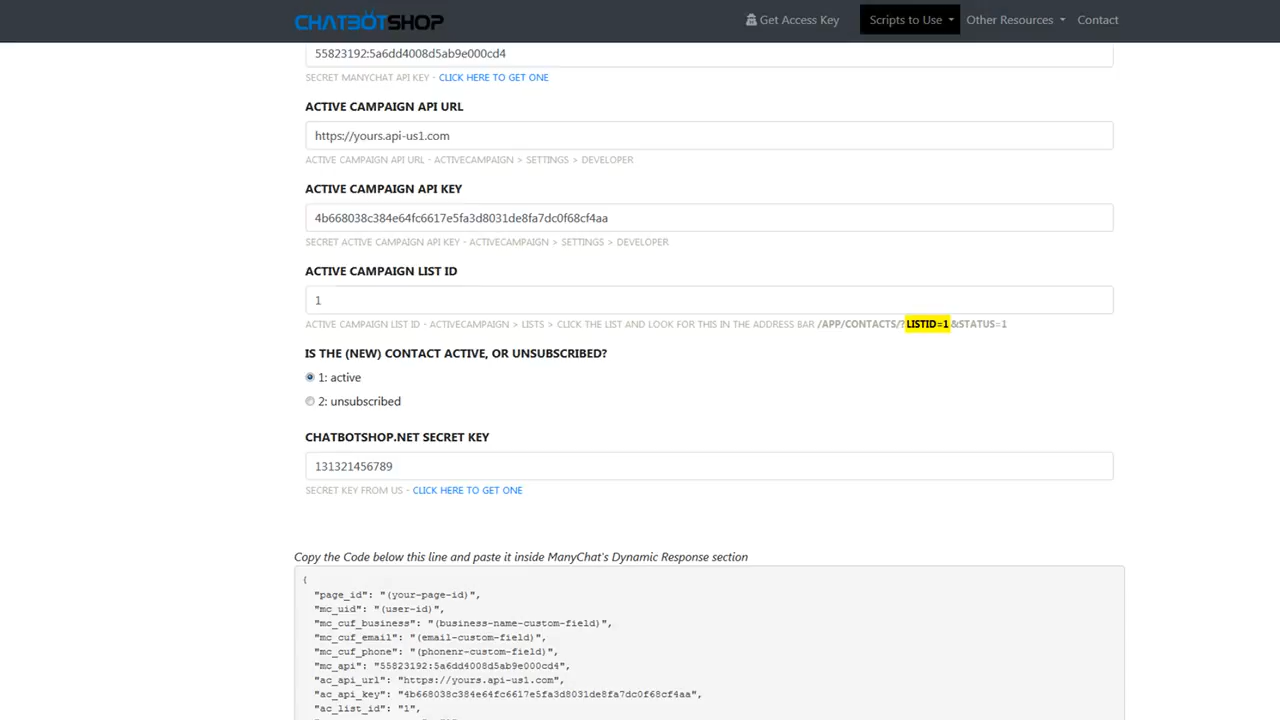 CHATBOTSHOP
Get Access Key
Scripts to Use
Other Resources
Contact
55823192:5a6dd4008d5ab9e000cd4
SECRET MANYCHAT API KEY - CLICK HERE TO GET ONE
ACTIVE CAMPAIGN API URL
https://yours.api-us1.com
ACTIVE CAMPAIGN API URL - ACTIVECAMPAIGN > SETTINGS > DEVELOPER
ACTIVE CAMPAIGN API KEY
4b668038c384e64fc6617e5fa3d8031de8fa7dc0f68cf4aa
SECRET ACTIVE CAMPAIGN API KEY - ACTIVECAMPAIGN > SETTINGS > DEVELOPER
ACTIVE CAMPAIGN LIST ID
1
ACTIVE CAMPAIGN LIST ID - ACTIVECAMPAIGN > LISTS > CLICK THE LIST AND LOOK FOR THIS IN THE ADDRESS BAR /APP/CONTACTS/?LISTID=1 &STATUS=1
IS THE (NEW) CONTACT ACTIVE, OR UNSUBSCRIBED?
1: active
2: unsubscribed
CHATBOTSHOP.NET SECRET KEY
131321456789
SECRET KEY FROM US - CLICK HERE TO GET ONE
Copy the Code below this line and paste it inside ManyChat's Dynamic Response section
{
"page_id": "(your-page-id)",
"mc_uid": "(user-id)",
"mc_cuf_business": "(business-name-custom-field)",
"mc_cuf_email": "(email-custom-field)",
"mc_cuf_phone": "(phonenr-custom-field)",
"mc_api": "55823192:5a6dd4008d5ab9e000cd4",
"ac_api_url": "https://yours.api-us1.com",
"ac_api_key": "4b668038c384e64fc6617e5fa3d8031de8fa7dc0f68cf4aa",
"ac_list_id": "1",